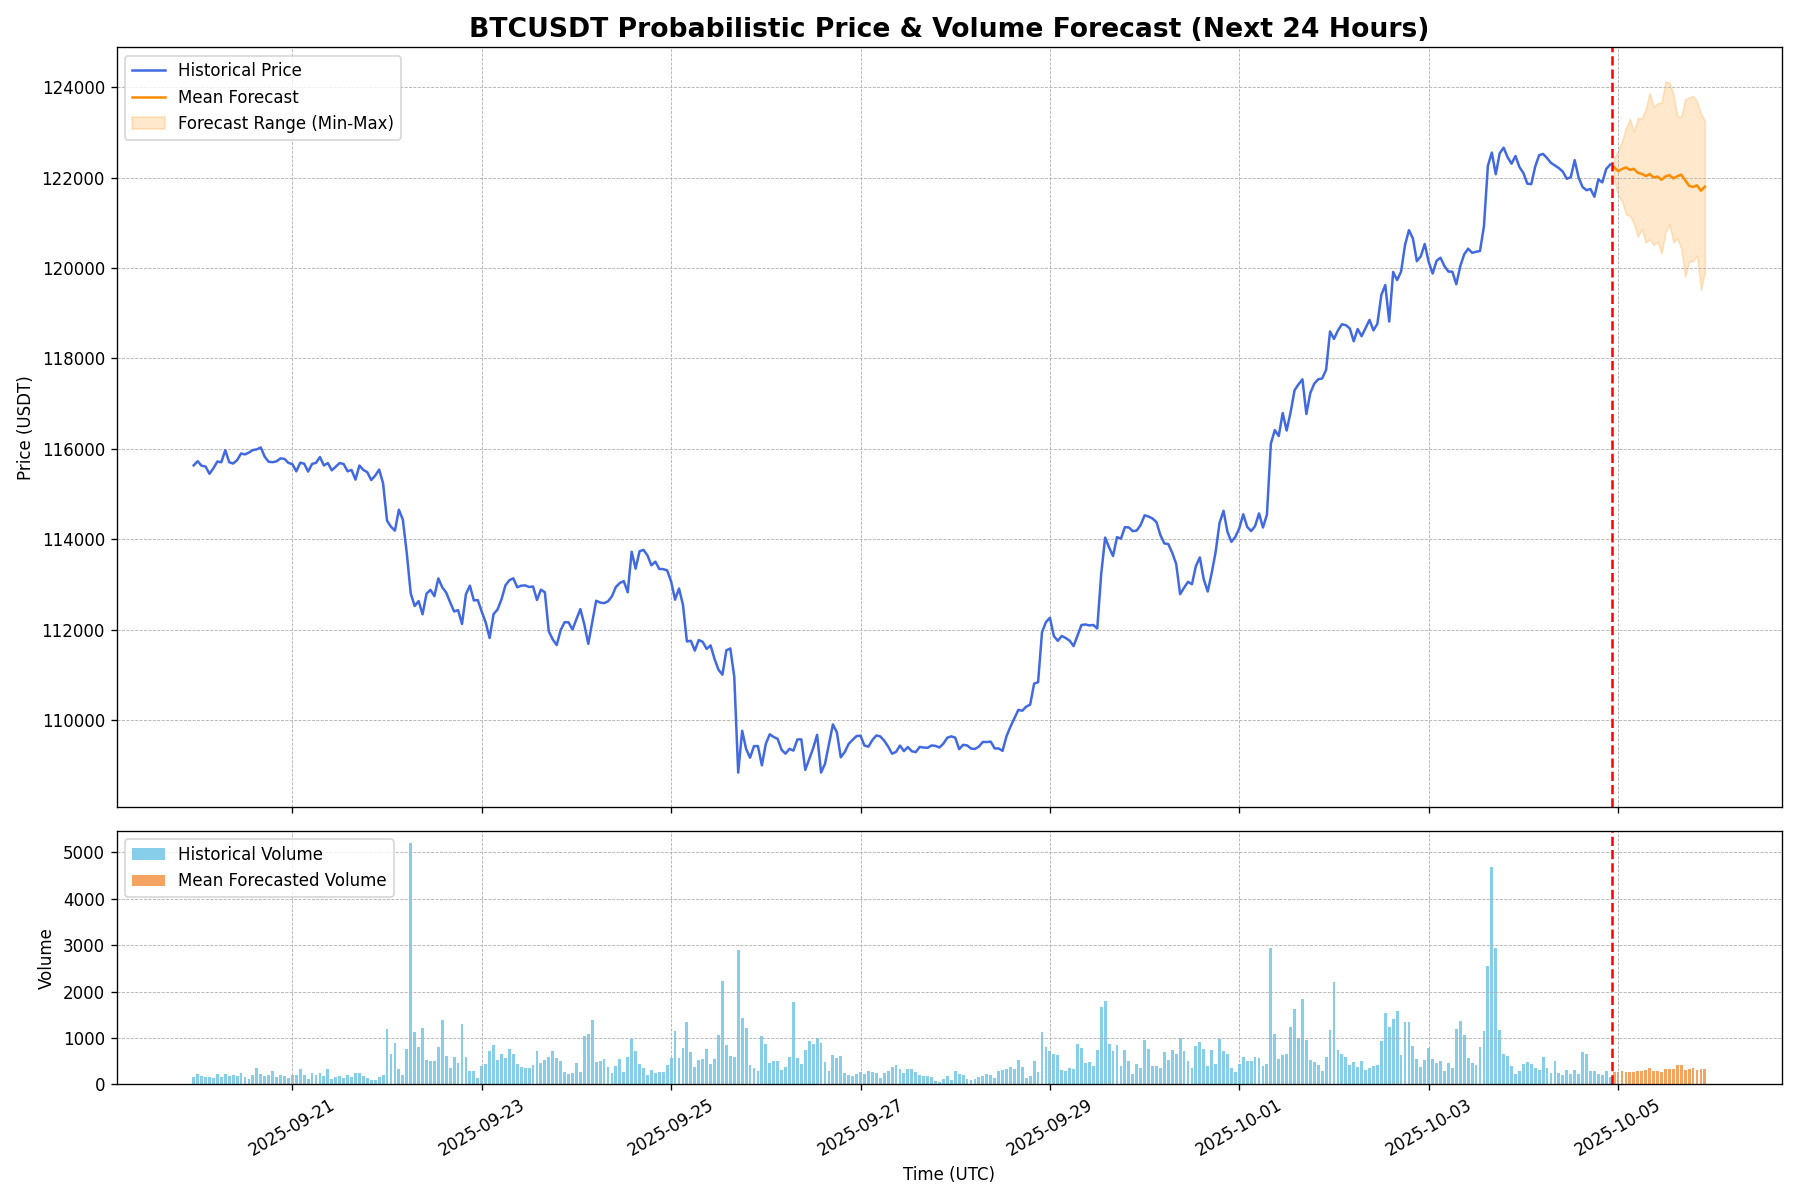 BTCUSDT Probabilistic Price & Volume Forecast (Next 24 Hours)
Historical Price
Mean Forecast
Forecast Range (Min-Max)
124000
122000
120000
118000
116000
114000
112000
110000
Price (USDT)
Historical Volume
Mean Forecasted Volume
5000
4000
3000
2000
1000
0
Volume
2025-09-21
2025-09-23
2025-09-25
2025-09-27
2025-09-29
2025-10-01
2025-10-03
2025-10-05
Time (UTC)